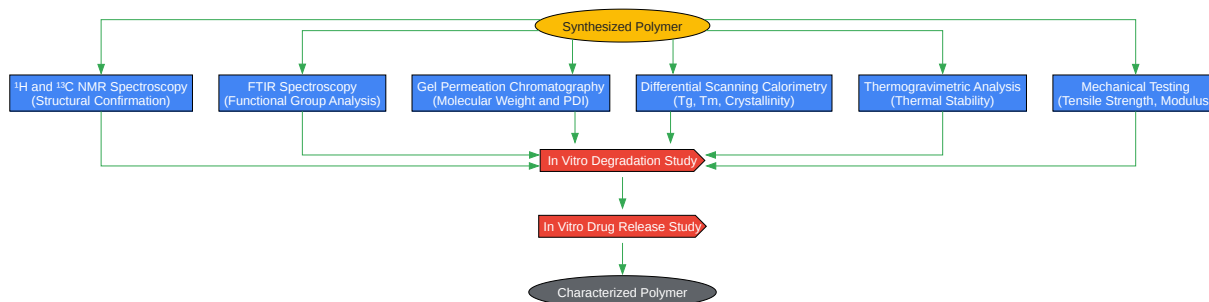 Synthesized Polymer
¹H and ¹³C NMR Spectroscopy
(Structural Confirmation)
FTIR Spectroscopy
(Functional Group Analysis)
Gel Permeation Chromatography
(Molecular Weight and PDI)
Differential Scanning Calorimetry
(Tg, Tm, Crystallinity)
Thermogravimetric Analysis
(Thermal Stability)
Mechanical Testing
(Tensile Strength, Modulus
In Vitro Degradation Study
In Vitro Drug Release Study
Characterized Polymer